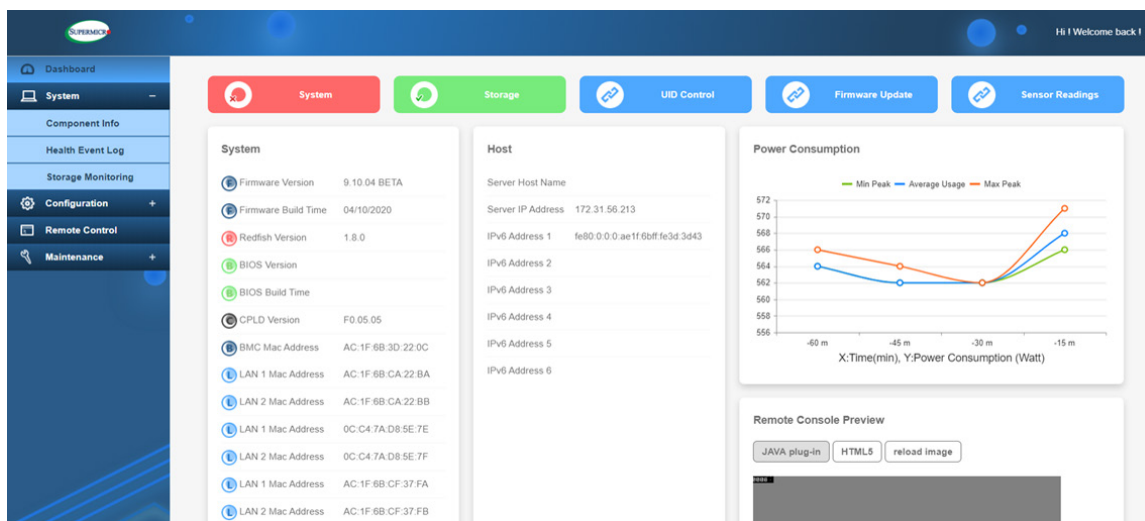 SUPERMICR
Hi ! Welcome back !
Dashboard
System
Component Info
Health Event Log
Storage Monitoring
Configuration
Remote Control
Maintenance
System
Storage
UID Control
Firmware Update
Sensor Readings
System
Firmware Version 9.10.04 BETA
Firmware Build Time 04/10/2020
Redfish Version 1.8.0
BIOS Version
BIOS Build Time
CPLD Version F0.05.05
BMC Mac Address AC:1F:6B:3D:22:0C
LAN 1 Mac Address AC:1F:6B:CA:22:BA
LAN 2 Mac Address AC:1F:6B:CA:22:BB
LAN 1 Mac Address 0C:C4:7A:D8:5E:7E
LAN 2 Mac Address 0C:C4:7A:D8:5E:7F
LAN 1 Mac Address AC:1F:6B:CF:37:FA
LAN 2 Mac Address AC:1F:6B:CF:37:FB
Host
Server Host Name
Server IP Address 172.31.56.213
IPv6 Address 1 fe80:0:0:0:ae1f:6bff:fe3d:3d43
IPv6 Address 2
IPv6 Address 3
IPv6 Address 4
IPv6 Address 5
IPv6 Address 6
Power Consumption
Min Peak Average Usage Max Peak
572
570
568
566
564
562
560
558
556
-60 m -45 m -30 m -15 m
X:Time(min), Y:Power Consumption (Watt)
Remote Console Preview
JAVA plug-in HTML5 reload image